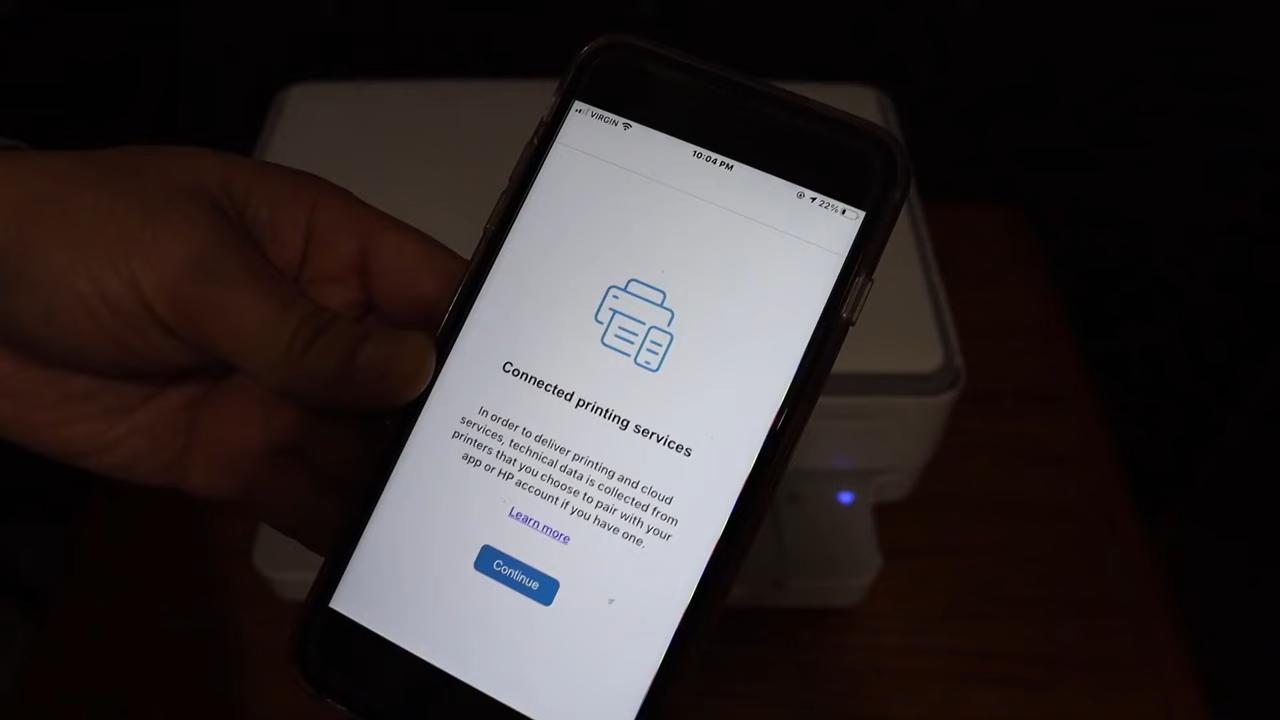 VIRGIN
10:04 PM
22%
Connected printing services
In order to deliver printing and cloud
services, technical data is collected from
printers that you choose to pair with your
app or HP account if you have one.
Learn more
Continue